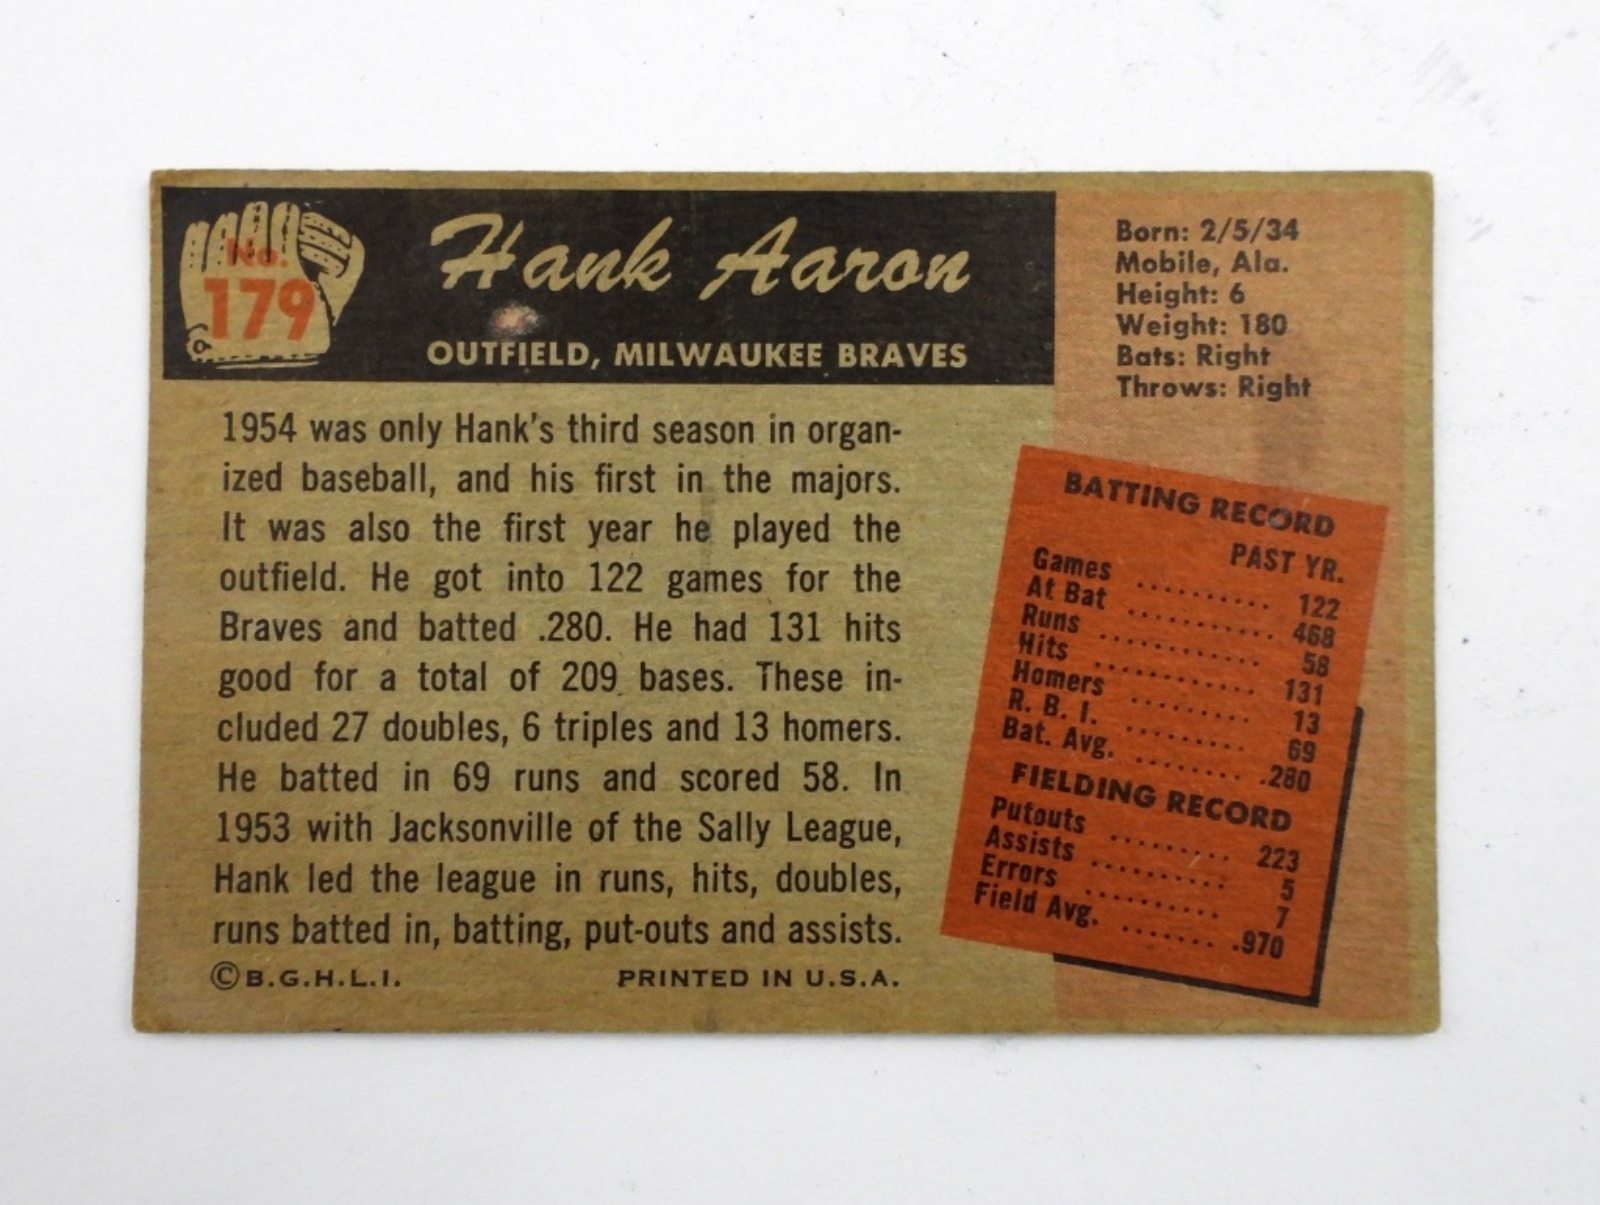 No.
179
Hank Aaron
OUTFIELD, MILWAUKEE BRAVES
Born: 2/5/34
Mobile, Ala.
Height: 6
Weight: 180
Bats: Right
Throws: Right
1954 was only Hank's third season in organ-
ized baseball, and his first in the majors.
It was also the first year he played the
outfield. He got into 122 games for the
Braves and batted .280. He had 131 hits
good for a total of 209 bases. These in-
cluded 27 doubles, 6 triples and 13 homers.
He batted in 69 runs and scored 58. In
1953 with Jacksonville of the Sally League,
Hank led the league in runs, hits, doubles,
runs batted in, batting, put-outs and assists.
©B.G.H.L.I. PRINTED IN U.S.A.
BATTING RECORD
PAST YR.
Games .......... 122
At Bat ........... 468
Runs ............ 58
Hits ............ 131
Homers ......... 13
R. B. I. ......... 69
Bat. Avg. ........ .280
FIELDING RECORD
Putouts ......... 223
Assists .......... 5
Errors .......... 7
Field Avg. ....... .970